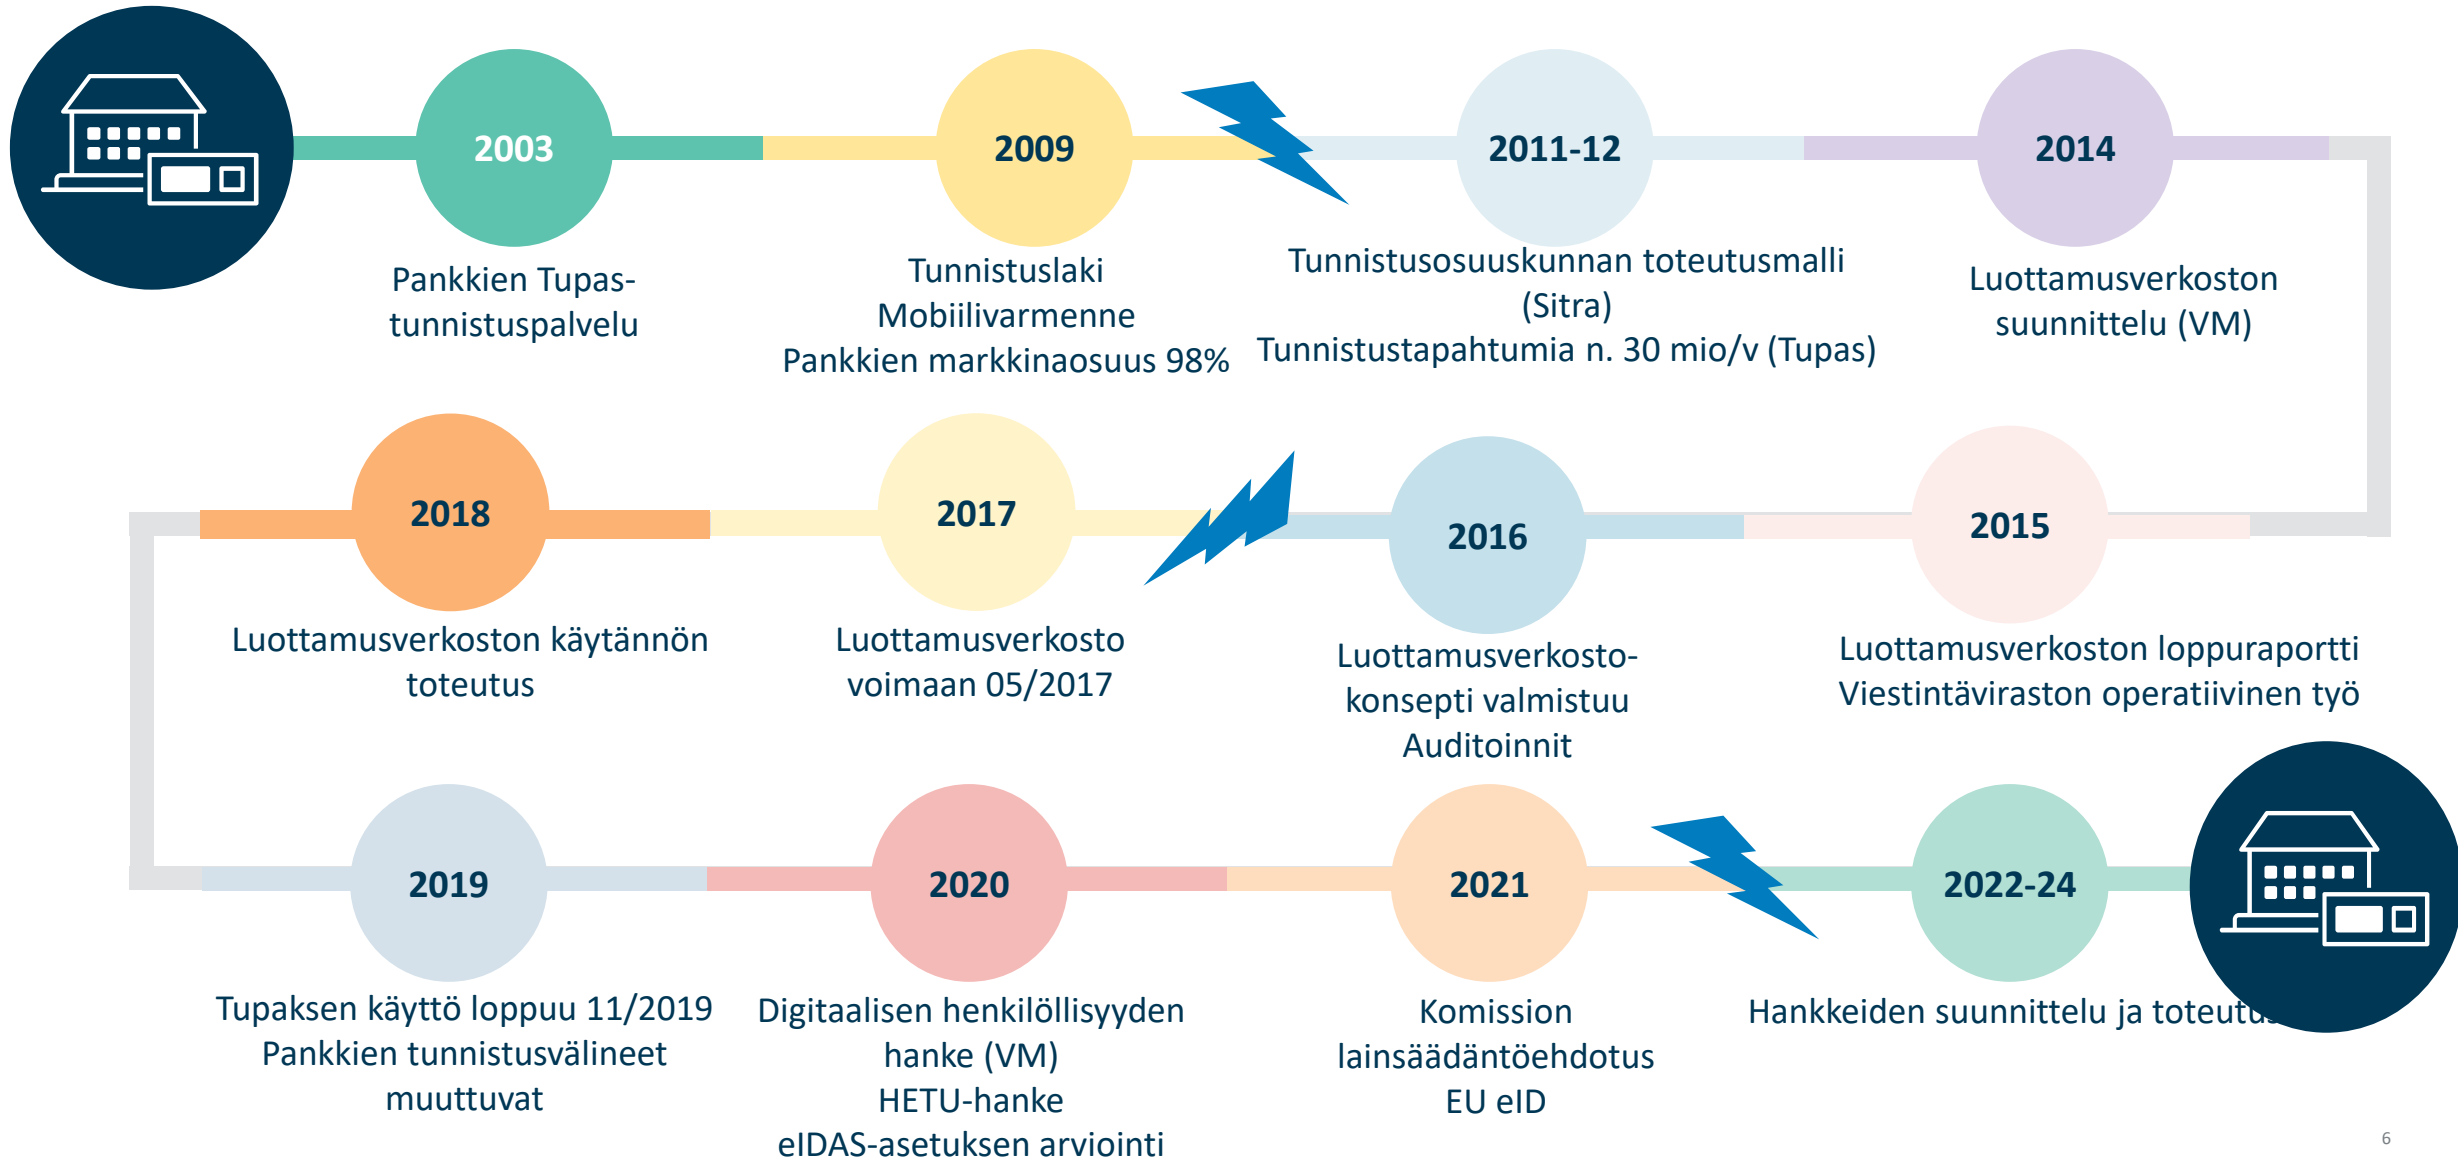 2003
Pankkien Tupas-
tunnistuspalvelu
2009
Tunnistuslaki
Mobiilivarmenne
Pankkien markkinaosuus 98%
2011-12
Tunnistusosuuskunnan toteutusmalli
(Sitra)
Tunnistustapahtumia n. 30 mio/v (Tupas)
2014
Luottamusverkoston
suunnittelu (VM)
2015
Luottamusverkoston loppuraportti
Viestintäviraston operatiivinen työ
2016
Luottamusverkosto-
konsepti valmistuu
Auditoinnit
2017
Luottamusverkosto
voimaan 05/2017
2018
Luottamusverkoston käytännön
toteutus
2019
Tupaksen käyttö loppuu 11/2019
Pankkien tunnistusvälineet
muuttuvat
2020
Digitaalisen henkilöllisyyden
hanke (VM)
HETU-hanke
eIDAS-asetuksen arviointi
2021
Komission
lainsäädäntöehdotus
EU eID
2022-24
Hankkeiden suunnittelu ja toteutus
6